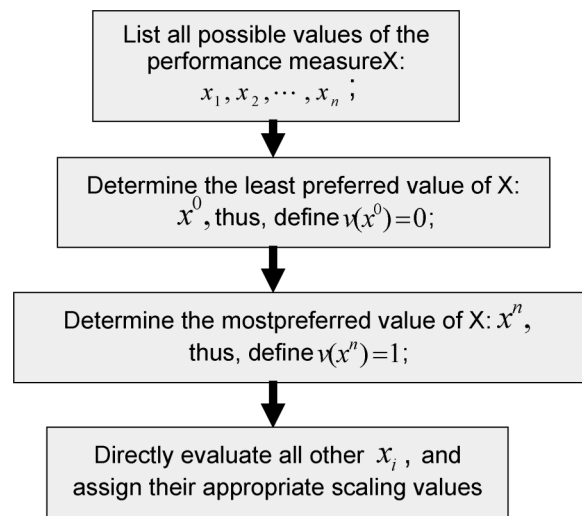 List all possible values of the
performance measureX:
x₁, x₂, ⋯, xₙ ;
Determine the least preferred value of X:
x⁰, thus, define v(x⁰)=0;
Determine the mostpreferred value of X: xⁿ,
thus, define v(xⁿ)=1;
Directly evaluate all other xᵢ , and
assign their appropriate scaling values